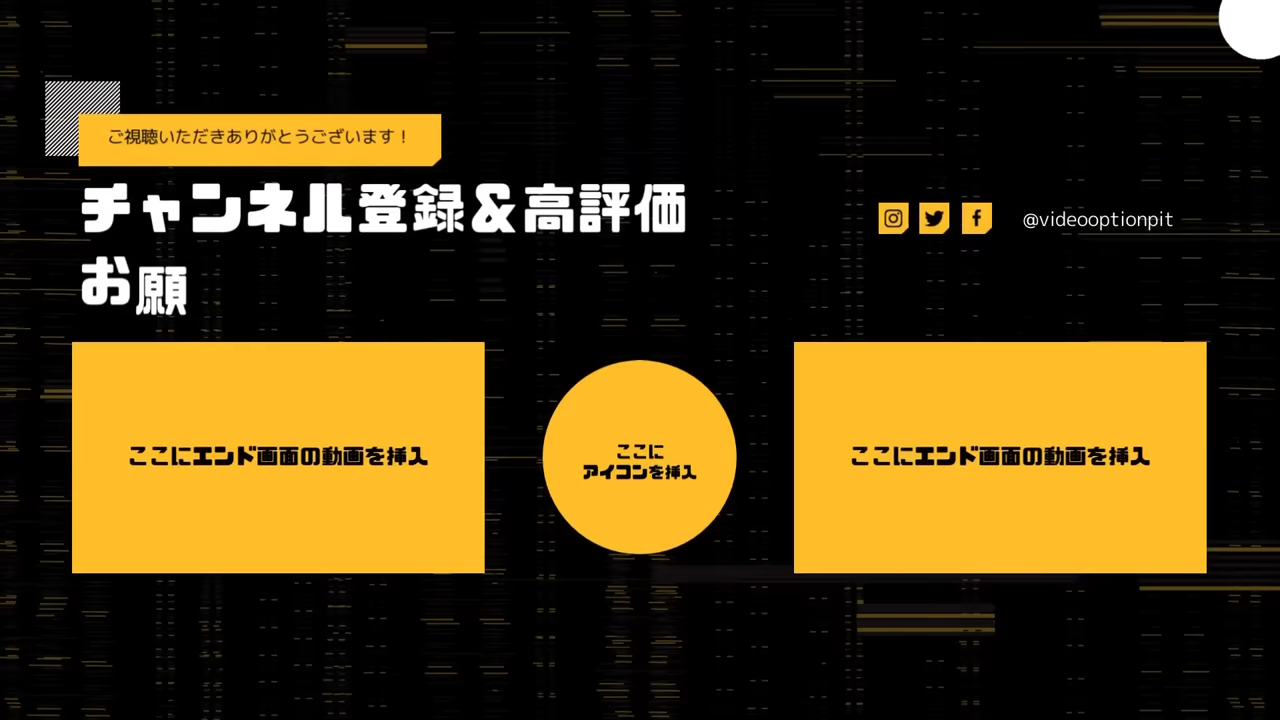 ご視聴いただきありがとうございます！
チャンネル登録&高評価
お願
@videooptionpit
ここにエンド画面の動画を挿入
ここに
アイコンを挿入
ここにエンド画面の動画を挿入